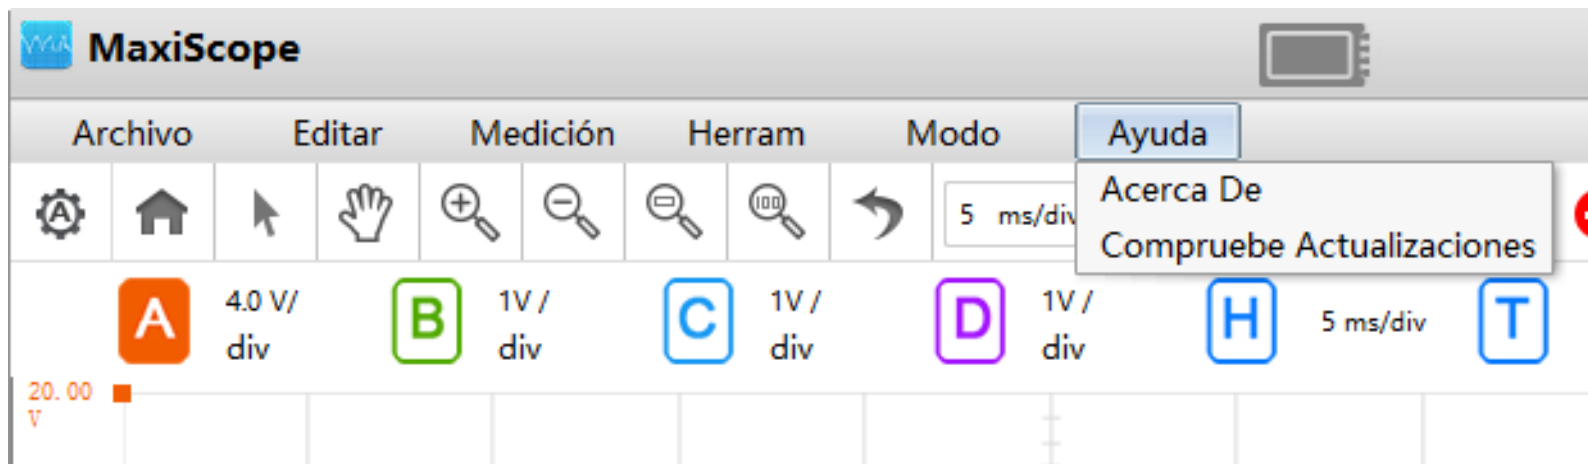 MaxiScope
Archivo Editar Medición Herram Modo Ayuda
A 100 5 ms/div
Acerca De
Compruebe Actualizaciones
A 4.0 V/ div
B 1V / div
C 1V / div
D 1V / div
H 5 ms/div
T
20.00
V